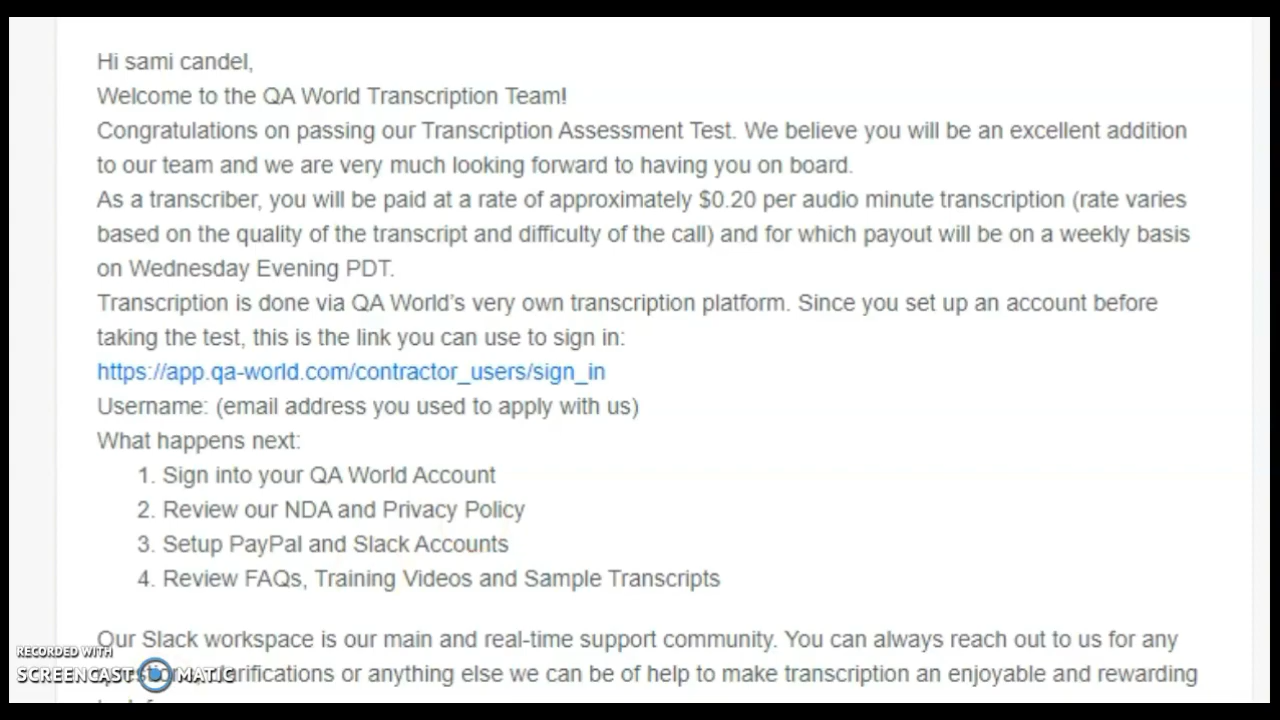 Hi sami candel,
Welcome to the QA World Transcription Team!
Congratulations on passing our Transcription Assessment Test. We believe you will be an excellent addition
to our team and we are very much looking forward to having you on board.
As a transcriber, you will be paid at a rate of approximately $0.20 per audio minute transcription (rate varies
based on the quality of the transcript and difficulty of the call) and for which payout will be on a weekly basis
on Wednesday Evening PDT.
Transcription is done via QA World's very own transcription platform. Since you set up an account before
taking the test, this is the link you can use to sign in:
https://app.qa-world.com/contractor_users/sign_in
Username: (email address you used to apply with us)
What happens next:
1. Sign into your QA World Account
2. Review our NDA and Privacy Policy
3. Setup PayPal and Slack Accounts
4. Review FAQs, Training Videos and Sample Transcripts
Our Slack workspace is our main and real-time support community. You can always reach out to us for any
or anything else we can be of help to make transcription an enjoyable and rewarding
RECORDED WITH
SCREENCAST MATIC